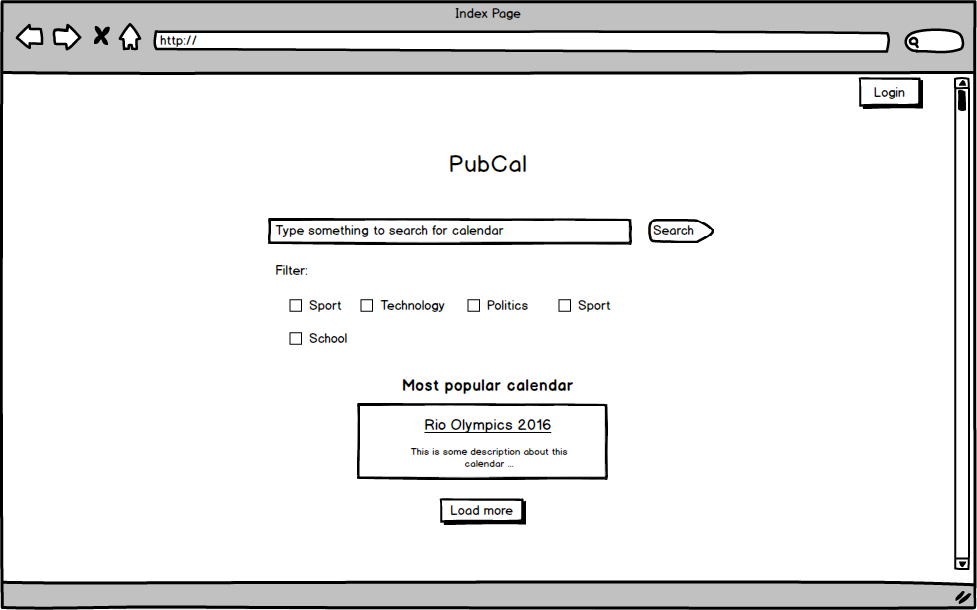 Index Page
http://
Login
PubCal
Type something to search for calendar
Search
Filter:
Sport Technology Politics Sport
School
Most popular calendar
Rio Olympics 2016
This is some description about this
calendar ...
Load more